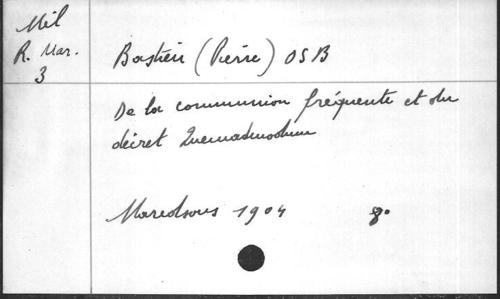 Mil
R. Mar.
3
Bastien (Pierre) OSB
De la communion fréquente et du
décret Quemadmodum
Maredsous 1904 8°